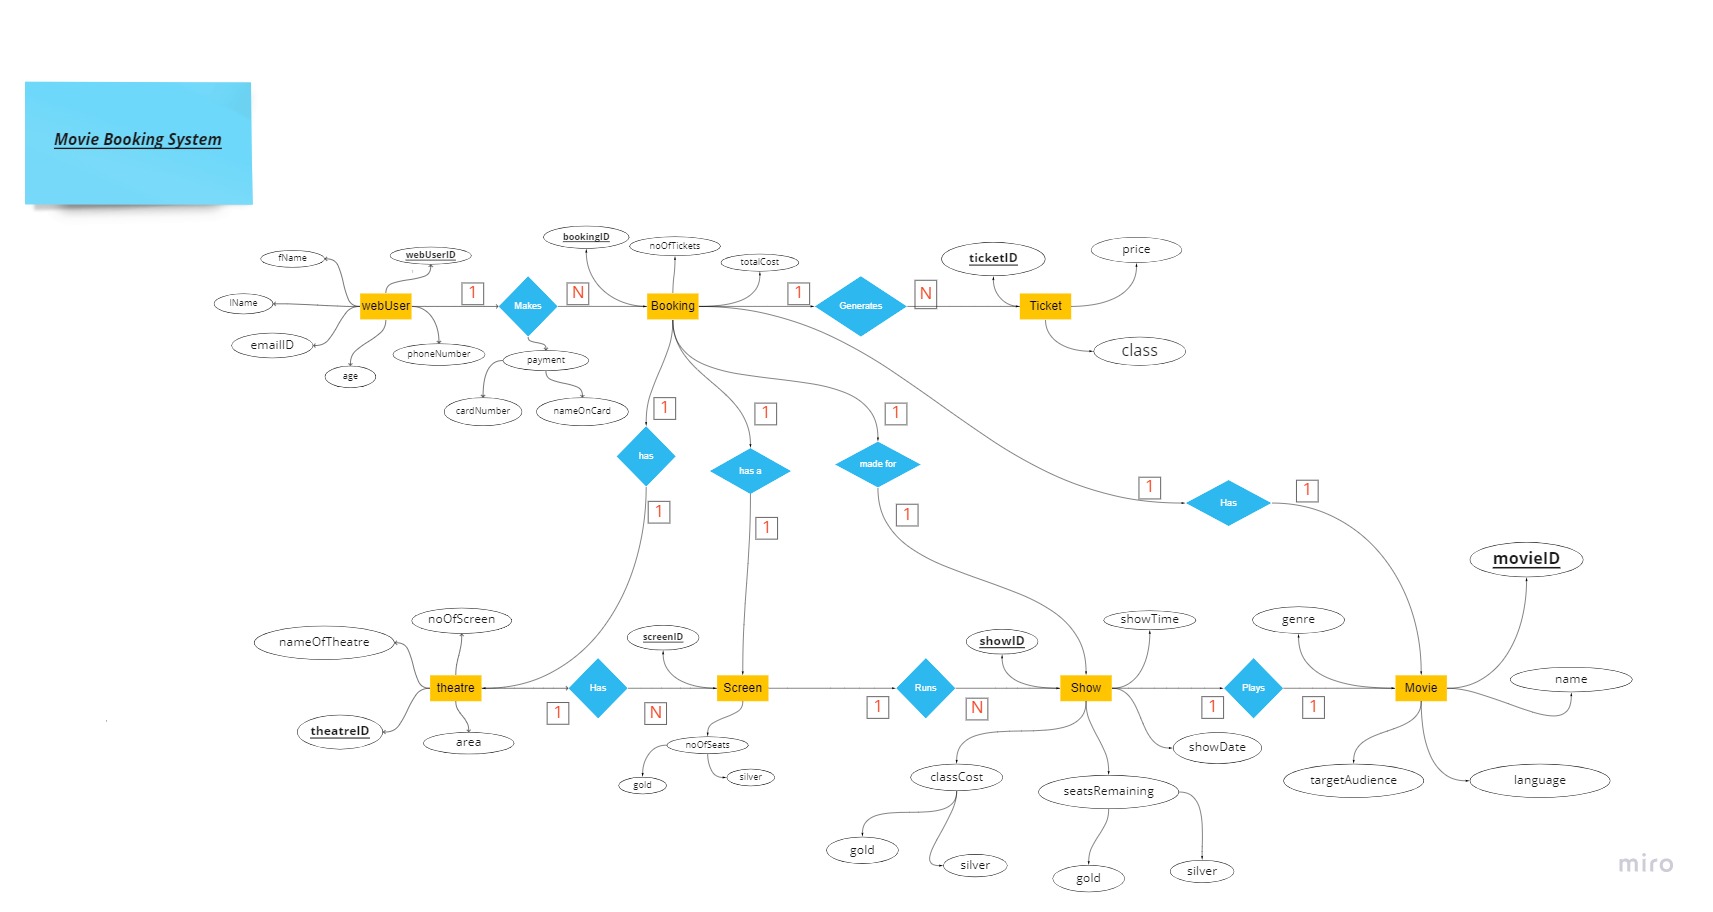 Movie Booking System
bookingID
noOfTickets
fName
webUserID
totalCost
ticketID
price
lName
webUser
1
Makes
N
Booking
1
Generates
N
Ticket
emailID
phoneNumber
age
payment
class
cardNumber
nameOnCard
1
1
1
has
has a
made for
1
Has
1
1
1
1
movieID
nameOfTheatre
noOfScreen
screenID
showID
showTime
genre
name
theatre
Has
Screen
Runs
Show
Plays
Movie
1
N
1
N
1
1
theatreID
area
noOfSeats
showDate
gold
silver
classCost
seatsRemaining
targetAudience
language
gold
silver
gold
silver
miro